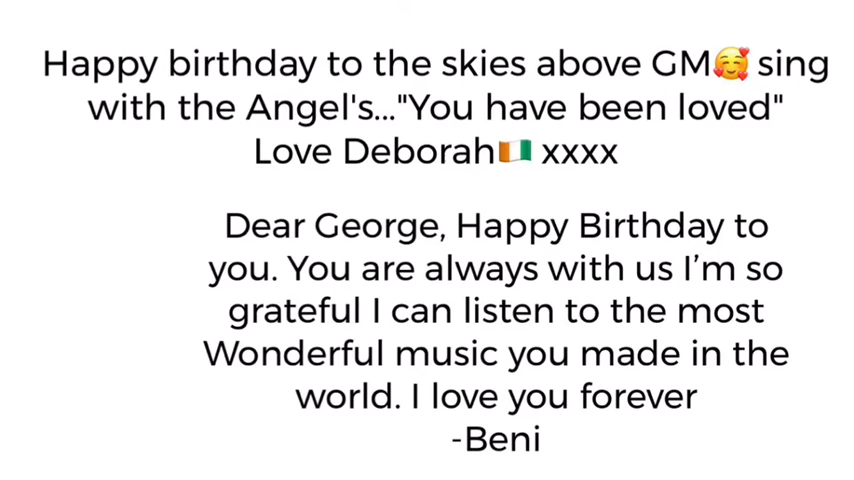 Happy birthday to the skies above GM🥰 sing
with the Angel's..."You have been loved"
Love Deborah🇨🇮 xxxx
Dear George, Happy Birthday to
you. You are always with us I’m so
grateful I can listen to the most
Wonderful music you made in the
world. I love you forever
-Beni